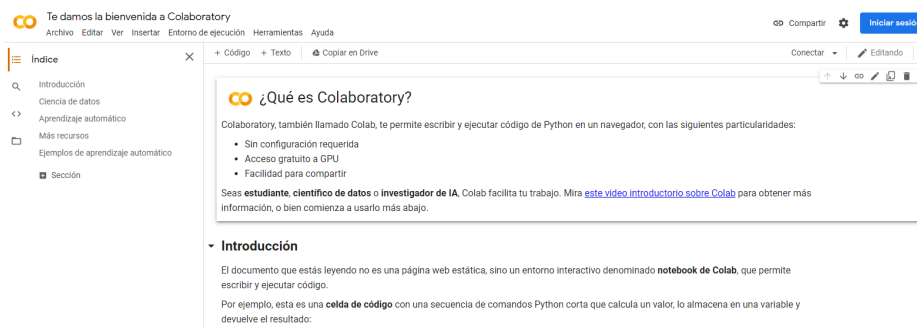 Te damos la bienvenida a Colaboratory
Archivo Editar Ver Insertar Entorno de ejecución Herramientas Ayuda
Compartir
Iniciar sesió
Índice
+ Código + Texto Copiar en Drive
Conectar
Editando
Introducción
Ciencia de datos
Aprendizaje automático
Más recursos
Ejemplos de aprendizaje automático
Sección
¿Qué es Colaboratory?
Colaboratory, también llamado Colab, te permite escribir y ejecutar código de Python en un navegador, con las siguientes particularidades:
• Sin configuración requerida
• Acceso gratuito a GPU
• Facilidad para compartir
Seas estudiante, científico de datos o investigador de IA, Colab facilita tu trabajo. Mira este video introductorio sobre Colab para obtener más
información, o bien comienza a usarlo más abajo.
Introducción
El documento que estás leyendo no es una página web estática, sino un entorno interactivo denominado notebook de Colab, que permite
escribir y ejecutar código.
Por ejemplo, esta es una celda de código con una secuencia de comandos Python corta que calcula un valor, lo almacena en una variable y
devuelve el resultado: